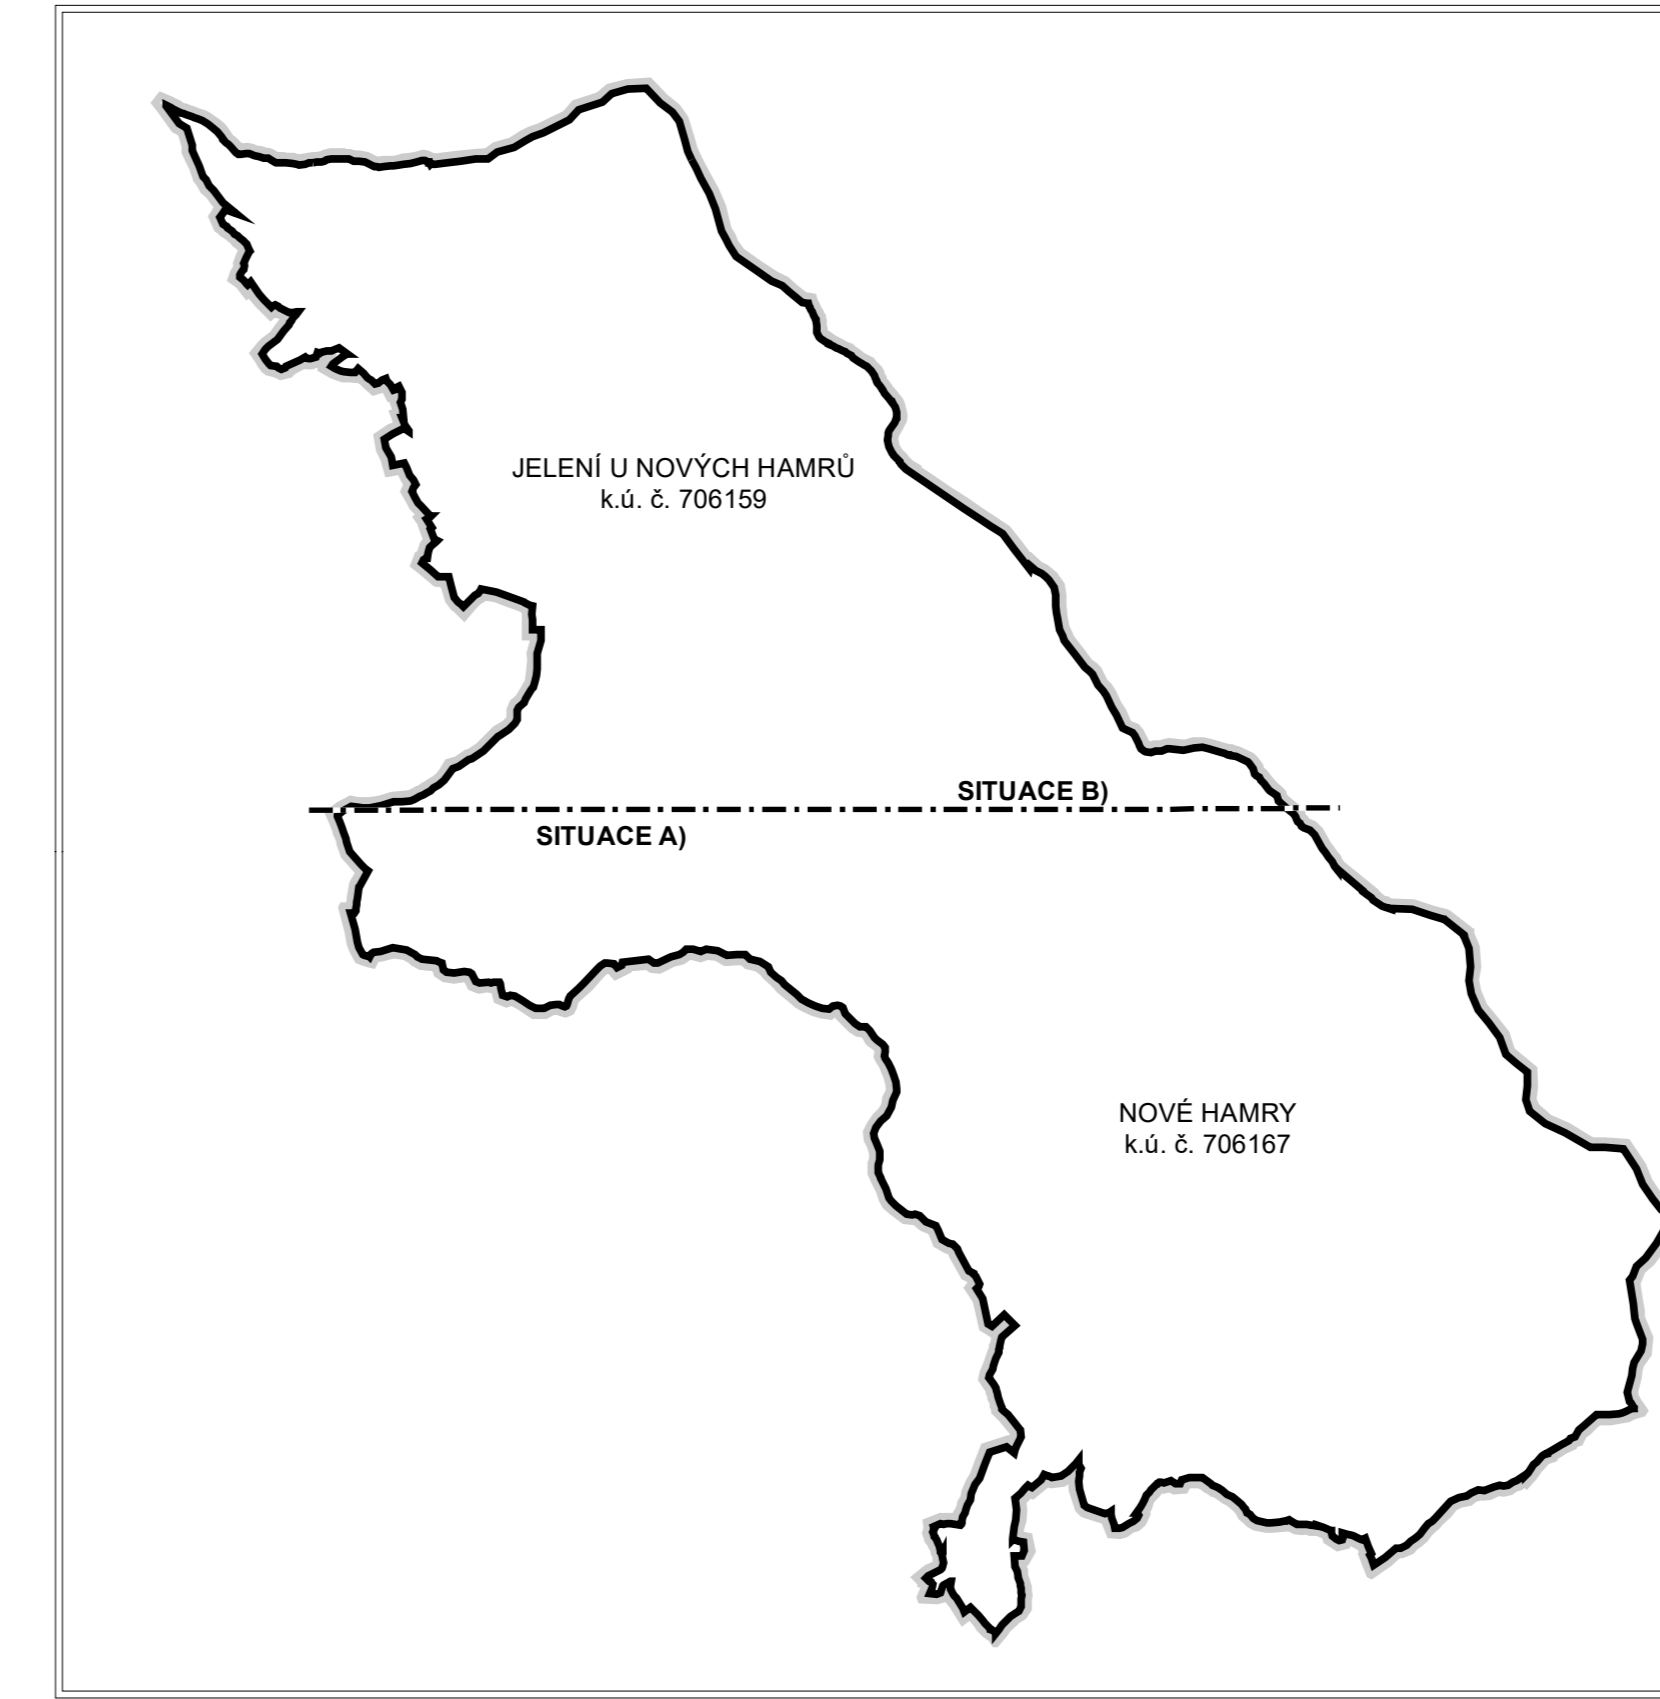 JELENÍ U NOVÝCH HAMRŮ
k.ú. č. 706159
SITUACE B)
SITUACE A)
NOVÉ HAMRY
k.ú. č. 706167